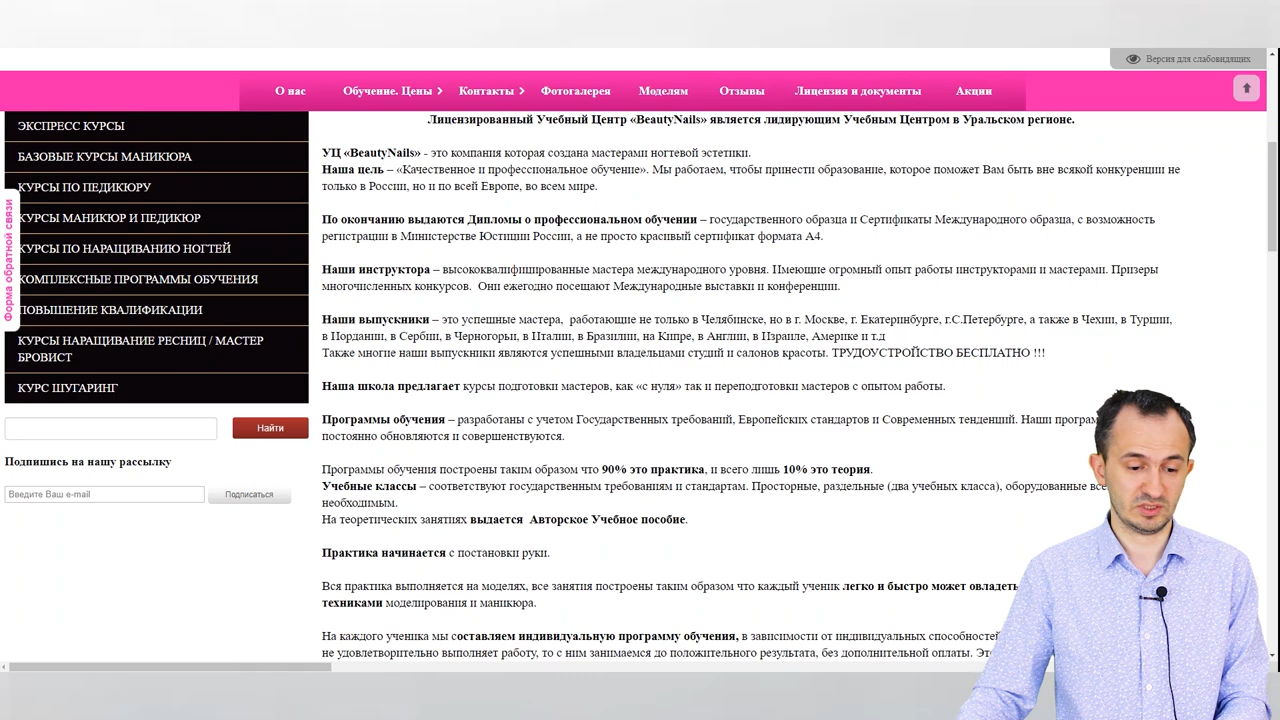 Версия для слабовидящих
О нас Обучение. Цены Контакты Фотогалерея Моделям Отзывы Лицензия и документы Акции
Лицензированный Учебный Центр «BeautyNails» является лидирующим Учебным Центром в Уральском регионе.
ЭКСПРЕСС КУРСЫ
БАЗОВЫЕ КУРСЫ МАНИКЮРА
КУРСЫ ПО ПЕДИКЮРУ
КУРСЫ МАНИКЮР И ПЕДИКЮР
КУРСЫ ПО НАРАЩИВАНИЮ НОГТЕЙ
КОМПЛЕКСНЫЕ ПРОГРАММЫ ОБУЧЕНИЯ
ПОВЫШЕНИЕ КВАЛИФИКАЦИИ
КУРСЫ НАРАЩИВАНИЕ РЕСНИЦ / МАСТЕР
БРОВИСТ
КУРС ШУГАРИНГ
Форма обратной связи
Найти
Подпишись на нашу рассылку
Введите Ваш e-mail
Подписаться
УЦ «BeautyNails» - это компания которая создана мастерами ногтевой эстетики.
Наша цель – «Качественное и профессиональное обучение». Мы работаем, чтобы принести образование, которое поможет Вам быть вне всякой конкуренции не
только в России, но и по всей Европе, во всем мире.
По окончанию выдаются Дипломы о профессиональном обучении – государственного образца и Сертификаты Международного образца, с возможность
регистрации в Министерстве Юстиции России, а не просто красивый сертификат формата А4.
Наши инструктора – высококвалифицированные мастера международного уровня. Имеющие огромный опыт работы инструкторами и мастерами. Призеры
многочисленных конкурсов. Они ежегодно посещают Международные выставки и конференции.
Наши выпускники – это успешные мастера, работающие не только в Челябинске, но в г. Москве, г. Екатеринбурге, г.С.Петербурге, а также в Чехии, в Турции,
в Иордании, в Сербии, в Черногорьи, в Италии, в Бразилии, на Кипре, в Англии, в Израиле, Америке и т.д
Также многие наши выпускники являются успешными владельцами студий и салонов красоты. ТРУДОУСТРОЙСТВО БЕСПЛАТНО !!!
Наша школа предлагает курсы подготовки мастеров, как «с нуля» так и переподготовки мастеров с опытом работы.
Программы обучения – разработаны с учетом Государственных требований, Европейских стандартов и Современных тенденций. Наши програм
постоянно обновляются и совершенствуются.
Программы обучения построены таким образом что 90% это практика, и всего лишь 10% это теория.
Учебные классы – соответствуют государственным требованиям и стандартам. Просторные, раздельные (два учебных класса), оборудованные все
необходимым.
На теоретических занятиях выдается Авторское Учебное пособие.
Практика начинается с постановки руки.
Вся практика выполняется на моделях, все занятия построены таким образом что каждый ученик легко и быстро может овладеть
техниками моделирования и маникюра.
На каждого ученика мы составляем индивидуальную программу обучения, в зависимости от индивидуальных способностей
не удовлетворительно выполняет работу, то с ним занимаемся до положительного результата, без дополнительной оплаты. Эт